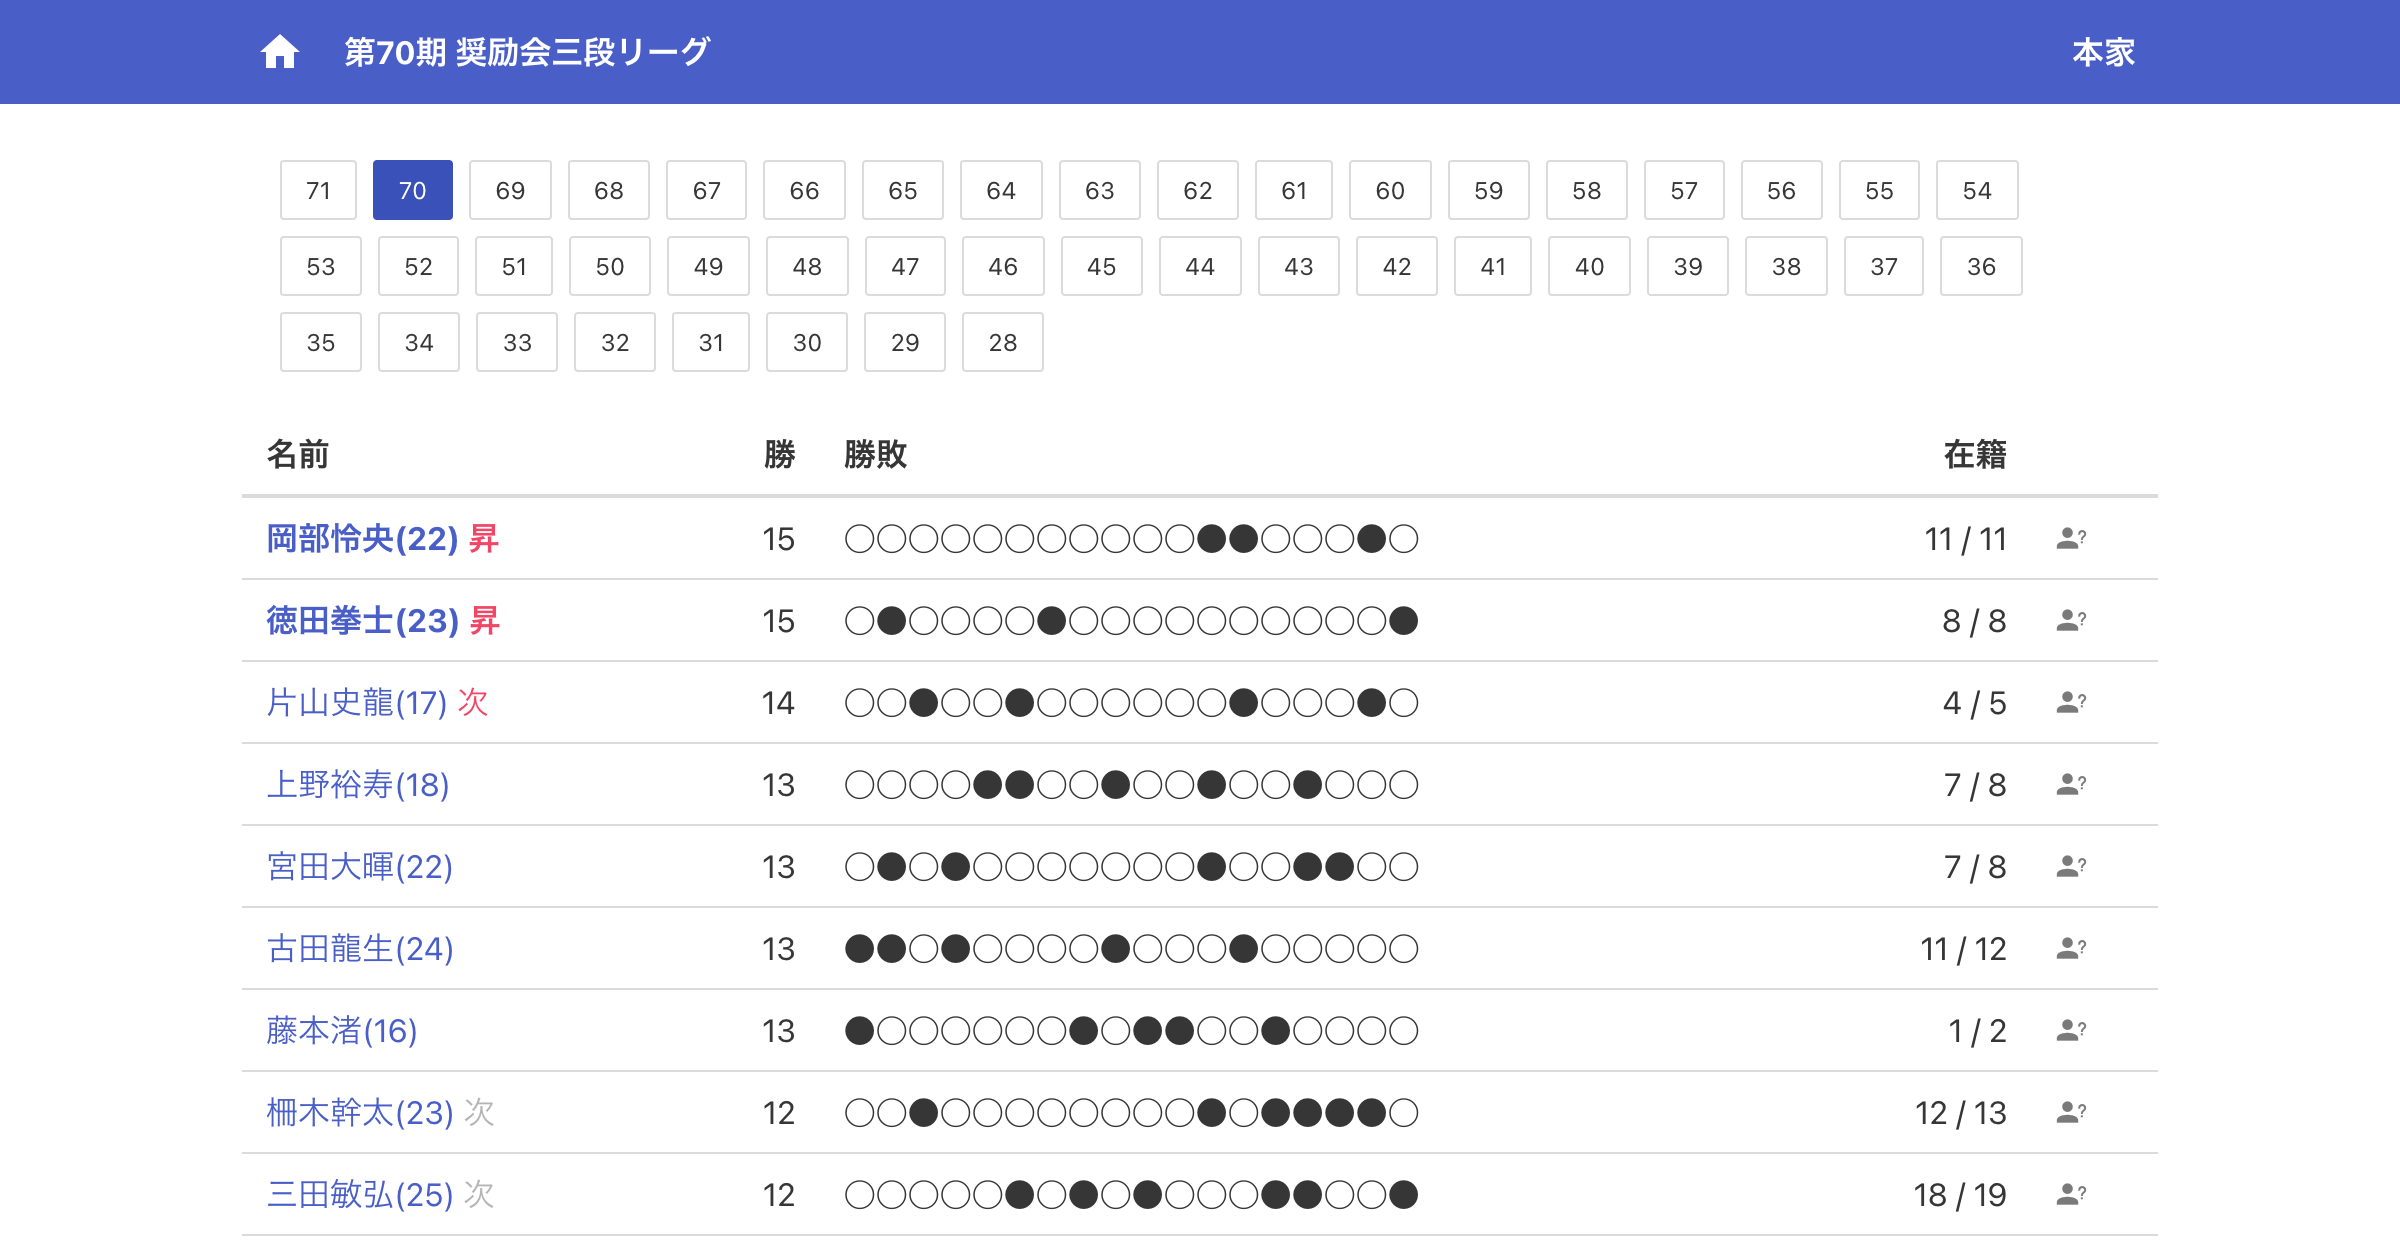 第70期 奨励会三段リーグ 本家
71 70 69 68 67 66 65 64 63 62 61 60 59 58 57 56 55 54
53 52 51 50 49 48 47 46 45 44 43 42 41 40 39 38 37 36
35 34 33 32 31 30 29 28
名前 勝 勝敗 在籍
岡部怜央(22) 昇 15 ○○○○○○○○○○○●●○○○●○ 11 / 11
徳田拳士(23) 昇 15 ○●○○○○●○○○○○○○○○○● 8 / 8
片山史龍(17) 次 14 ○○●○○●○○○○○○●○○○●○ 4 / 5
上野裕寿(18) 13 ○○○○●●○○●○○●○○●○○○ 7 / 8
宮田大暉(22) 13 ○●○●○○○○○○○●○○●●○○ 7 / 8
古田龍生(24) 13 ●●○●○○○○●○○○●○○○○○ 11 / 12
藤本渚(16) 13 ●○○○○○○●○●●○○●○○○○ 1 / 2
柵木幹太(23) 次 12 ○○●○○○○○○○○●○●●●●○ 12 / 13
三田敏弘(25) 次 12 ○○○○○●○●○●○○○●●○○● 18 / 19